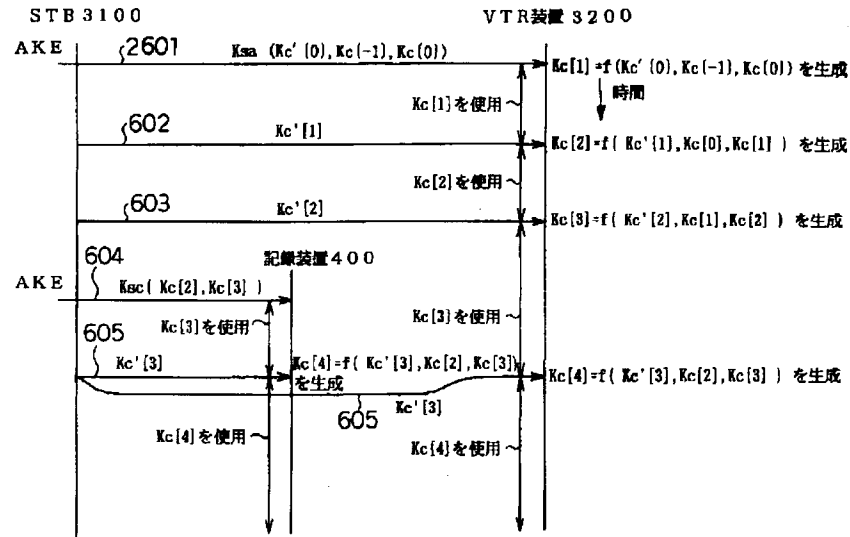 STB3100
VTR装置3200
AKE
2601
Ksa (Kc'{0},Kc{-1},Kc{0})
Kc[1]=f(Kc'{0},Kc{-1},Kc{0}) を生成
時間
Kc[1]を使用~
602
Kc'[1]
Kc[2]=f( Kc'{1},Kc[0],Kc[1] ) を生成
Kc[2]を使用~
603
Kc'[2]
Kc[3]=f( Kc'[2],Kc[1],Kc[2] ) を生成
604
記録装置400
AKE
Ksc( Kc[2],Kc[3] )
Kc[3]を使用~
Kc[3]を使用~
605
Kc'[3]
Kc[4]=f( Kc'[3],Kc[2],Kc[3])
を生成
Kc[4]=f( Kc'[3],Kc[2],Kc[3] ) を生成
605
Kc'[3]
Kc[4]を使用~
Kc{4}を使用~